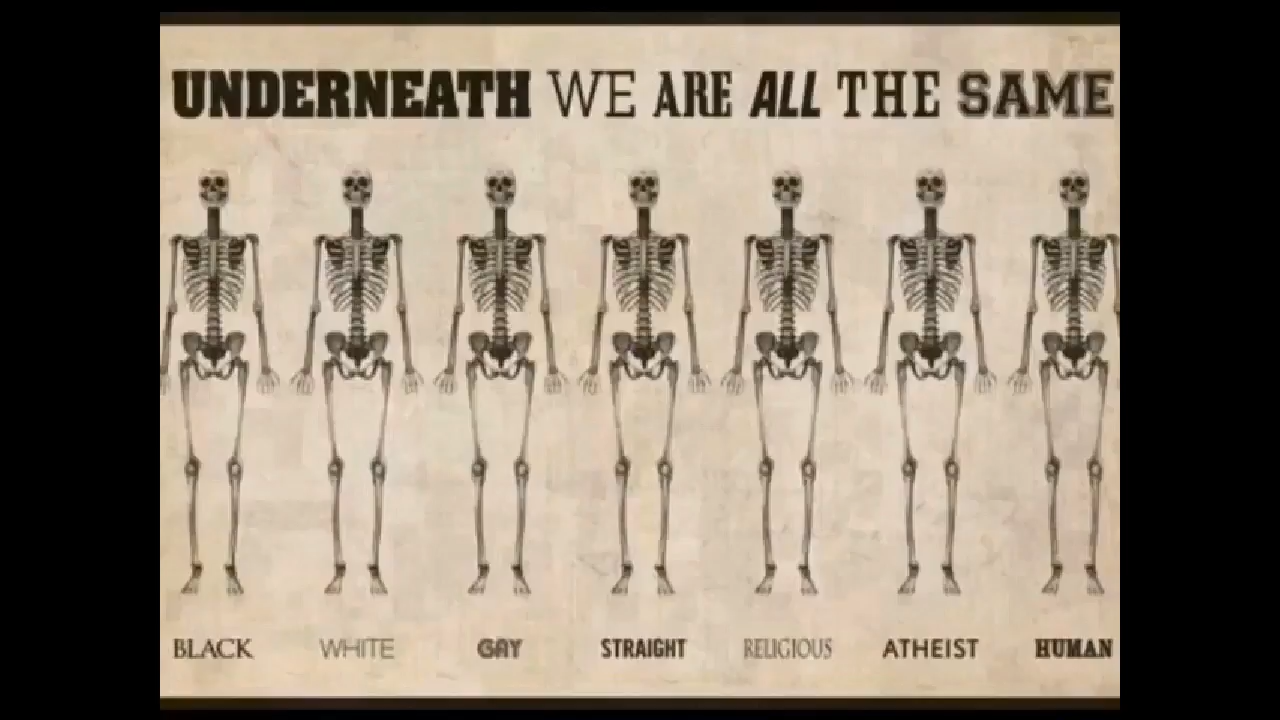 UNDERNEATH WE ARE ALL THE SAME
BLACK WHITE GAY STRAIGHT RELIGIOUS ATHEIST HUMAN